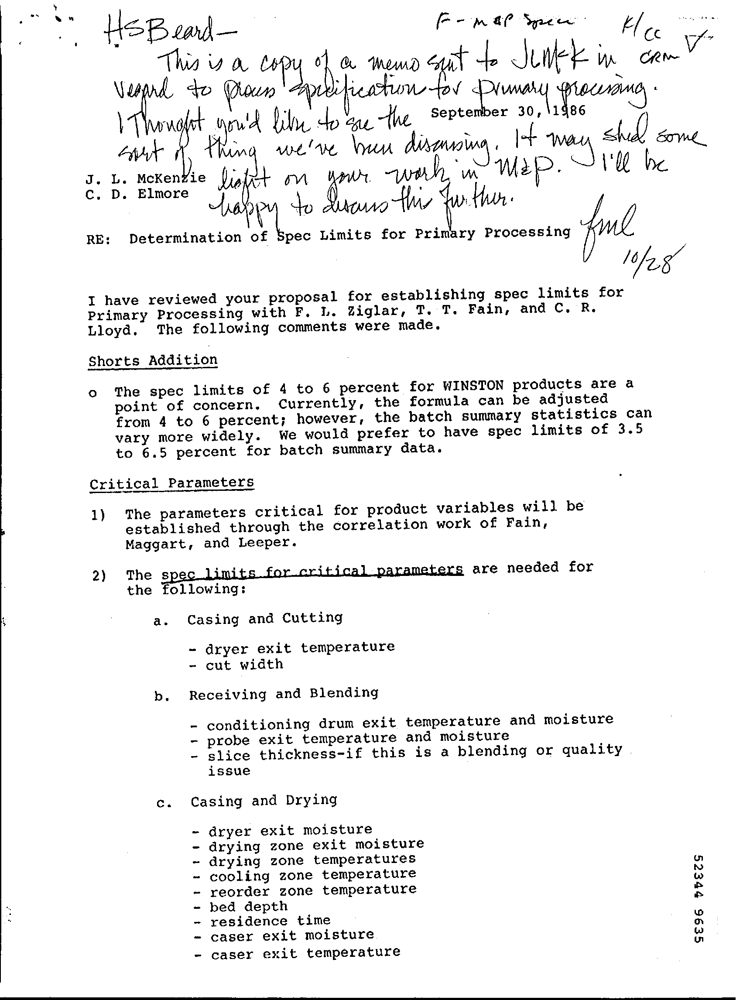 F - M&P Specs
K/CC
CRM
HSBeard—
This is a copy of a memo sent to JLMcK in
regard to process specification for primary processing.
I Thought you'd like to see the
September 30, 1986
sort of thing we've been discussing. It may shed some
light on your work in M&P. I'll be
happy to discuss this further.
J. L. McKenzie
C. D. Elmore
RE: Determination of Spec Limits for Primary Processing
fml
10/28
I have reviewed your proposal for establishing spec limits for
Primary Processing with F. L. Ziglar, T. T. Fain, and C. R.
Lloyd. The following comments were made.
Shorts Addition
o The spec limits of 4 to 6 percent for WINSTON products are a
point of concern. Currently, the formula can be adjusted
from 4 to 6 percent; however, the batch summary statistics can
vary more widely. We would prefer to have spec limits of 3.5
to 6.5 percent for batch summary data.
Critical Parameters
1) The parameters critical for product variables will be
established through the correlation work of Fain,
Maggart, and Leeper.
2) The spec limits for critical parameters are needed for
the following:
a. Casing and Cutting
- dryer exit temperature
- cut width
b. Receiving and Blending
- conditioning drum exit temperature and moisture
- probe exit temperature and moisture
- slice thickness-if this is a blending or quality
issue
c. Casing and Drying
- dryer exit moisture
- drying zone exit moisture
- drying zone temperatures
- cooling zone temperature
- reorder zone temperature
- bed depth
- residence time
- caser exit moisture
- caser exit temperature
52344 9635